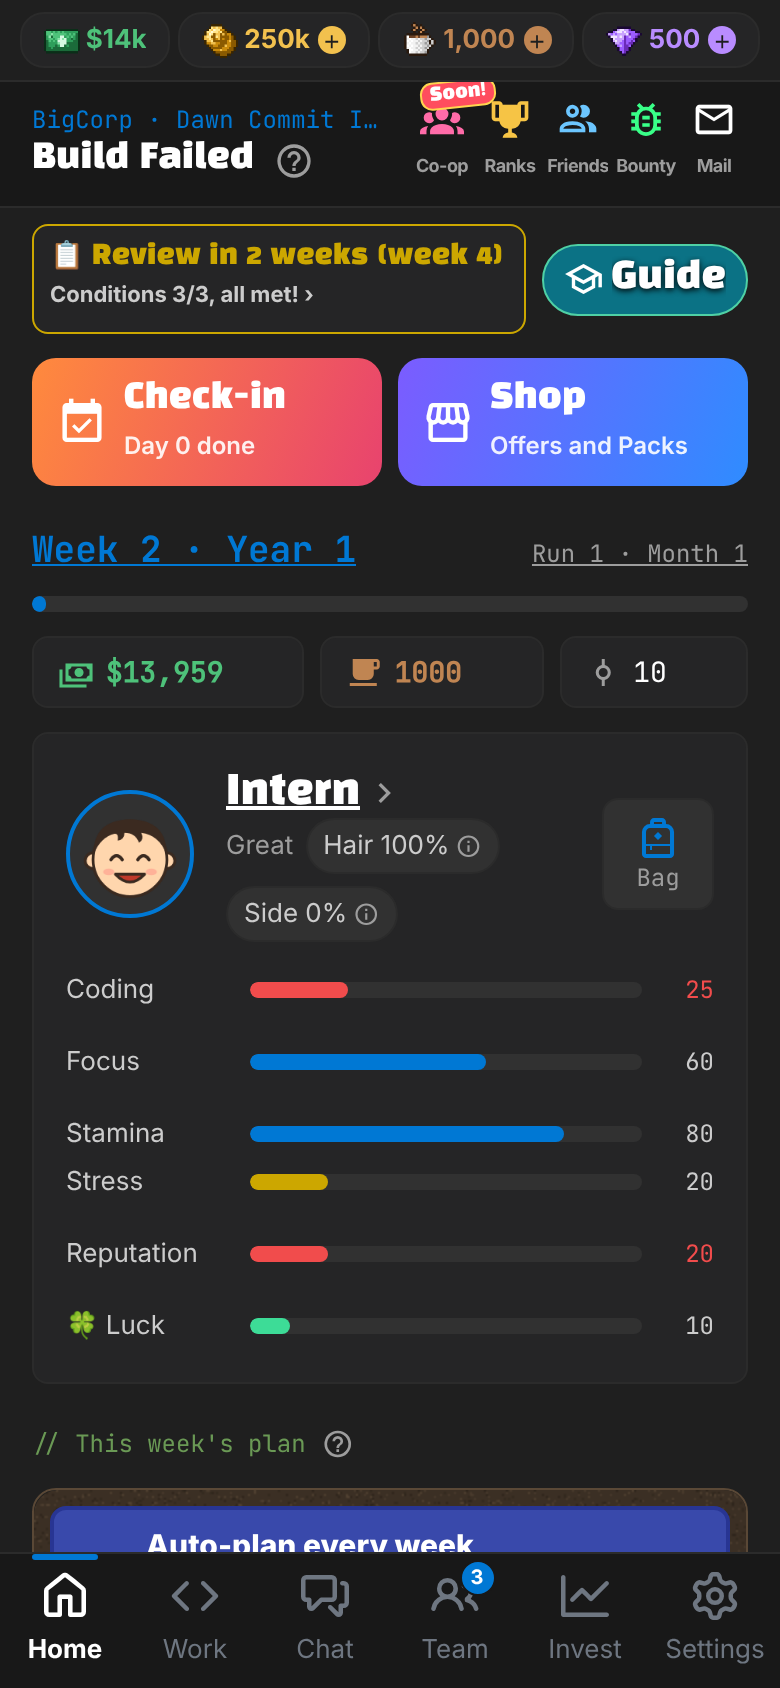 $14k 250k 1,000 500
BigCorp · Dawn Commit I…
Build Failed
Soon!
Co-op Ranks Friends Bounty Mail
Review in 2 weeks (week 4)
Conditions 3/3, all met! ›
Guide
Check-in
Day 0 done
Shop
Offers and Packs
Week 2 · Year 1
Run 1 · Month 1
$13,959 1000 10
Intern
Great Hair 100%
Side 0%
Bag
Coding 25
Focus 60
Stamina 80
Stress 20
Reputation 20
Luck 10
// This week's plan
Auto-plan every week
3
Home Work Chat Team Invest Settings